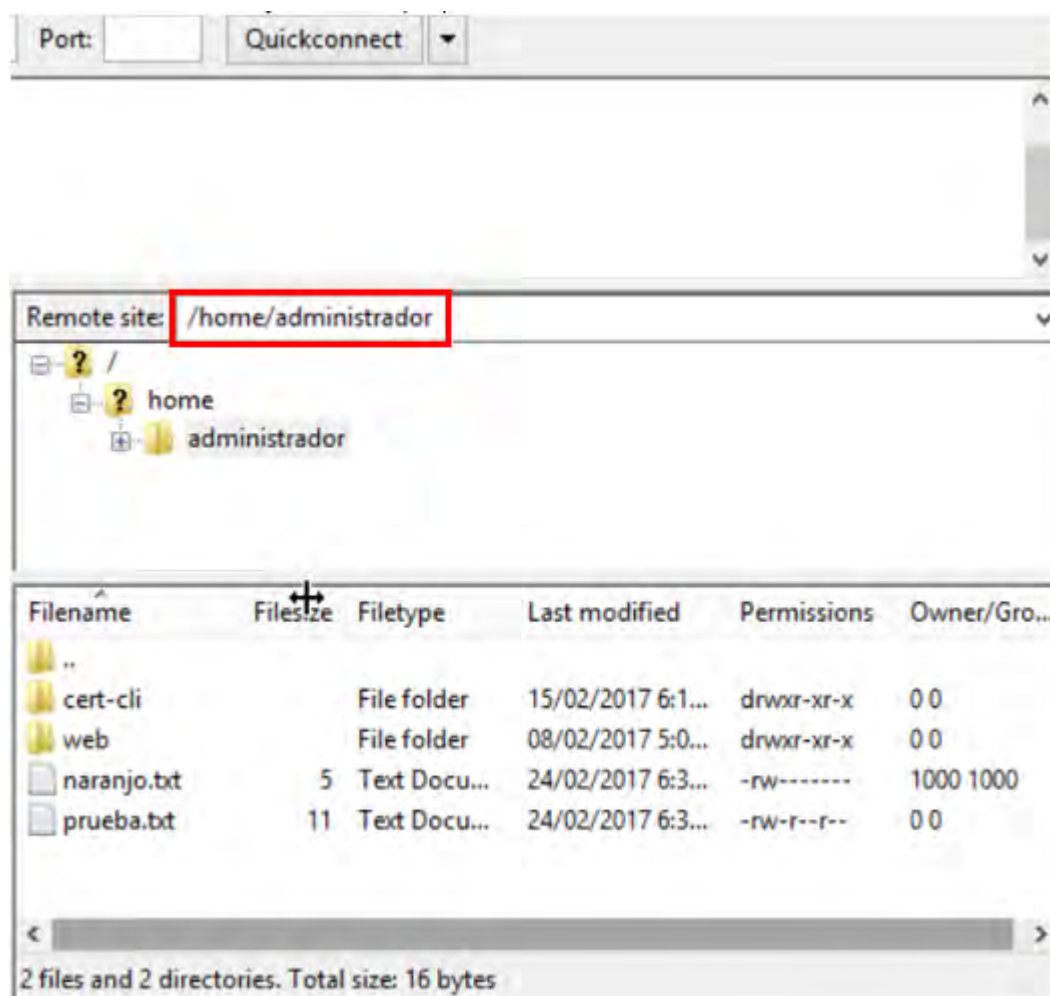 Port: Quickconnect
Remote site: /home/administrador
/
home
administrador
Filename Filesize Filetype Last modified Permissions Owner/Gro...
..
cert-cli File folder 15/02/2017 6:1... drwxr-xr-x 0 0
web File folder 08/02/2017 5:0... drwxr-xr-x 0 0
naranjo.txt 5 Text Docu... 24/02/2017 6:3... -rw------- 1000 1000
prueba.txt 11 Text Docu... 24/02/2017 6:3... -rw-r--r-- 0 0
2 files and 2 directories. Total size: 16 bytes